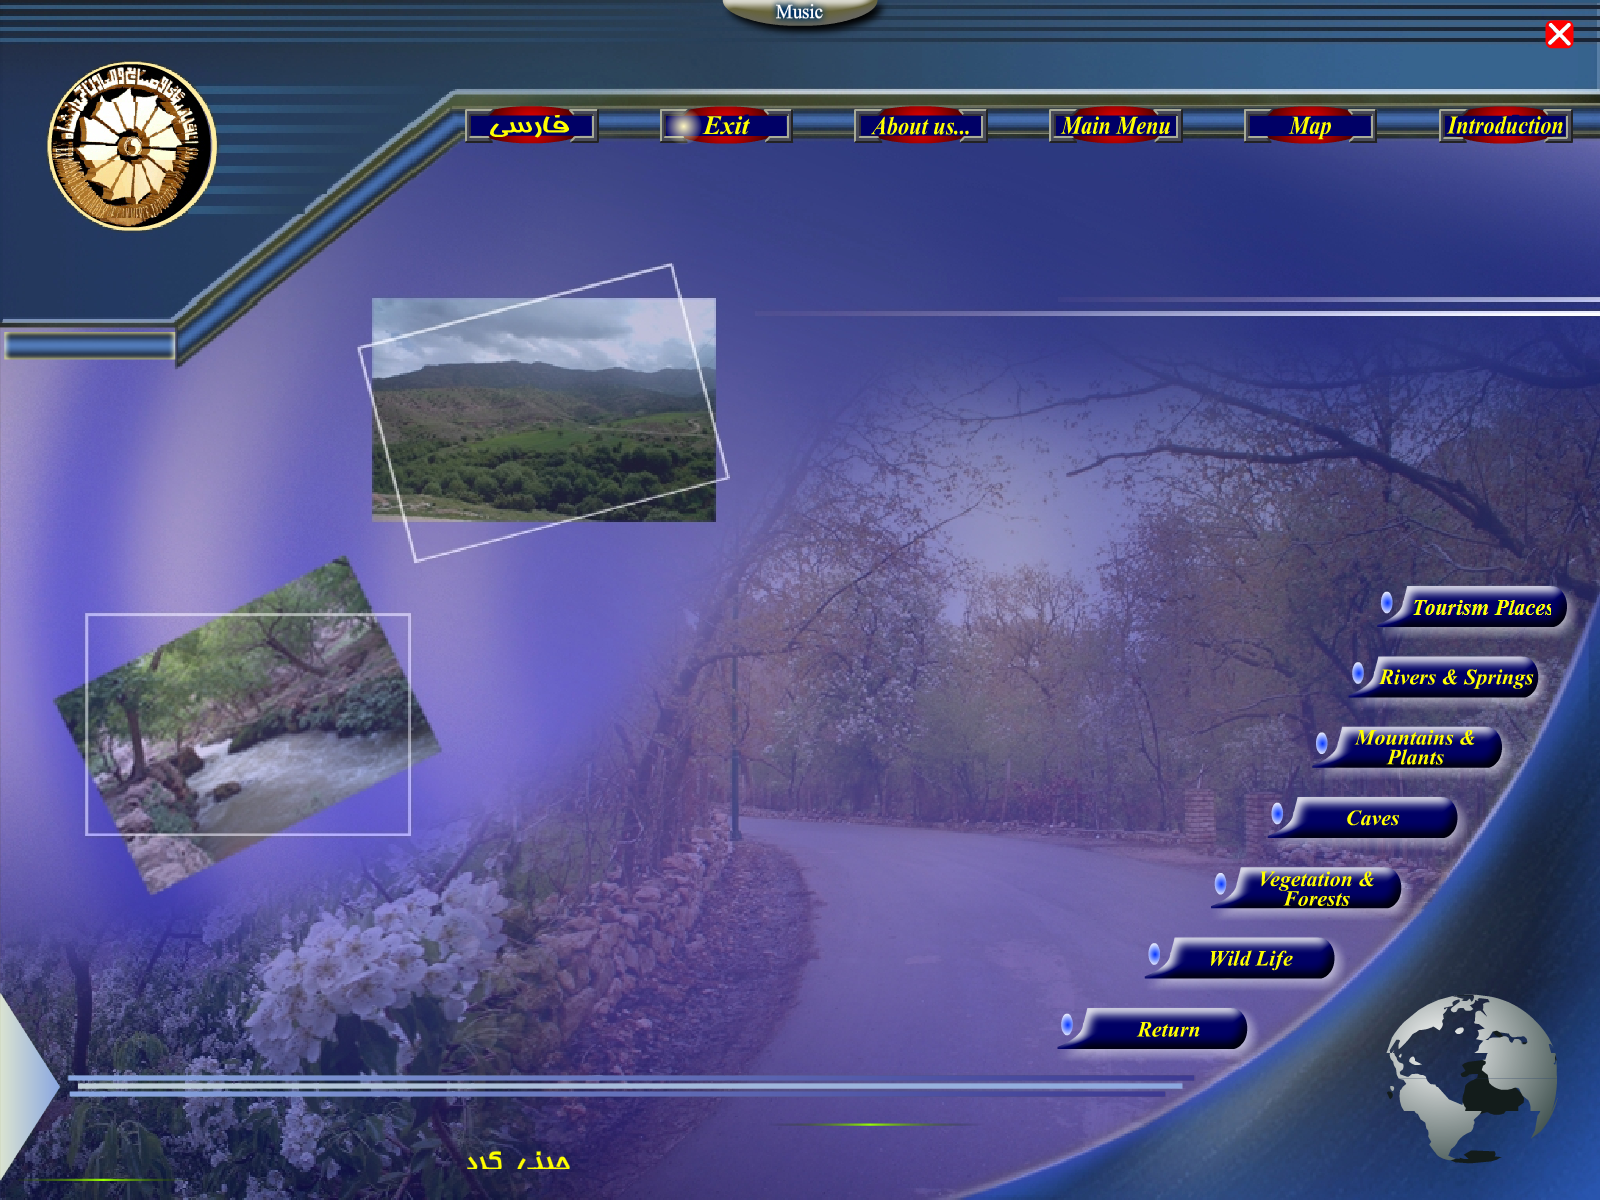 Music
فارسی
Exit
About us...
Main Menu
Map
Introduction
Tourism Places
Rivers & Springs
Mountains &
Plants
Caves
Vegetation &
Forests
Wild Life
Return